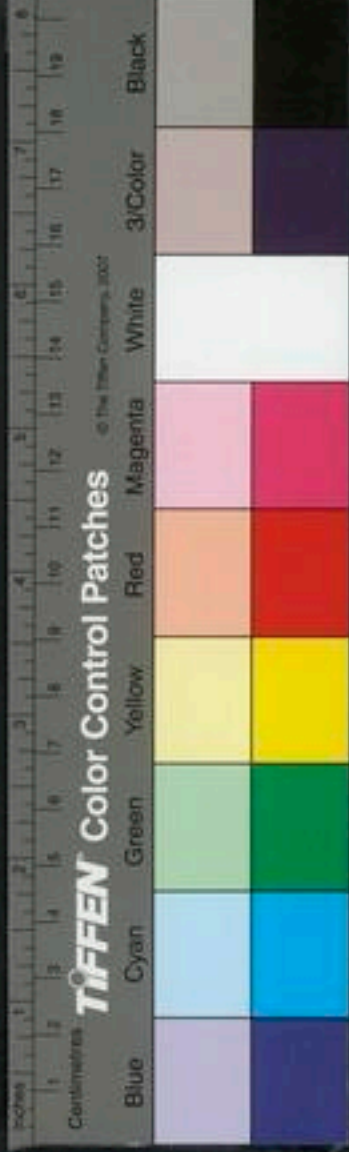 Inches 1 2 3 4 5 6 7 8
Centimetres 1 2 3 4 5 6 7 8 9 10 11 12 13 14 15 16 17 18 19
TIFFEN Color Control Patches © The Tiffen Company, 2007
Blue Cyan Green Yellow Red Magenta White 3/Color Black